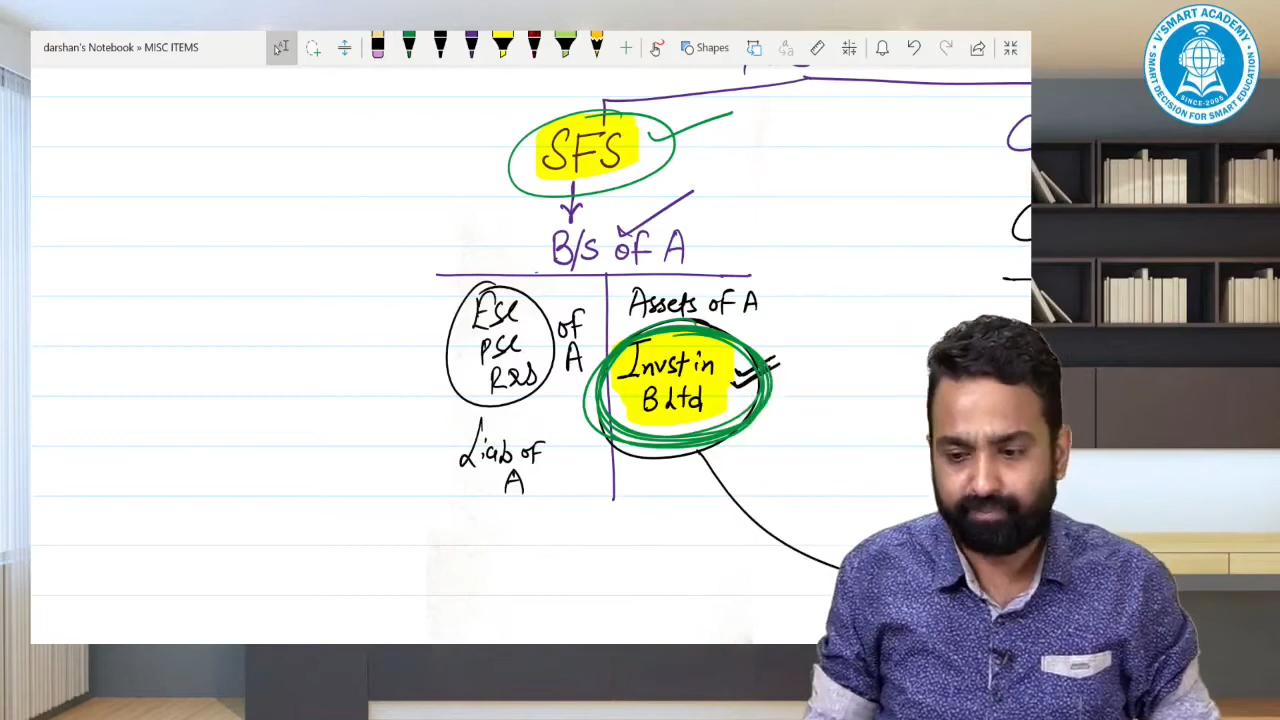 darshan's Notebook » MISC ITEMS
Shapes
V'SMART ACADEMY
SMART DECISION FOR SMART EDUCATION
SINCE-2005
SFS
B/s of A
ESC
PSC
R&S
of
A
Liab of
A
Assets of A
Invst in
B Ltd